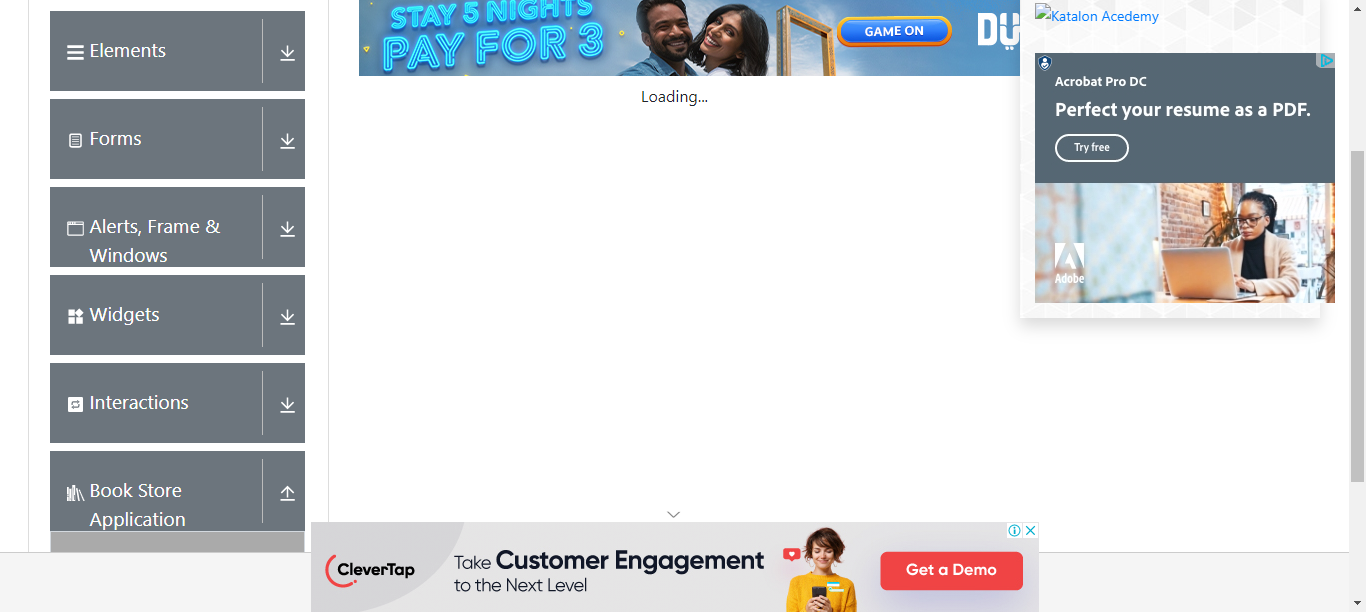 Elements
Forms
Alerts, Frame &
Windows
Widgets
Interactions
Book Store
Application
STAY 5 NIGHTS
PAY FOR 3
GAME ON
Loading...
Katalon Acedemy
Acrobat Pro DC
Perfect your resume as a PDF.
Try free
Adobe
CleverTap
Take Customer Engagement
to the Next Level
Get a Demo